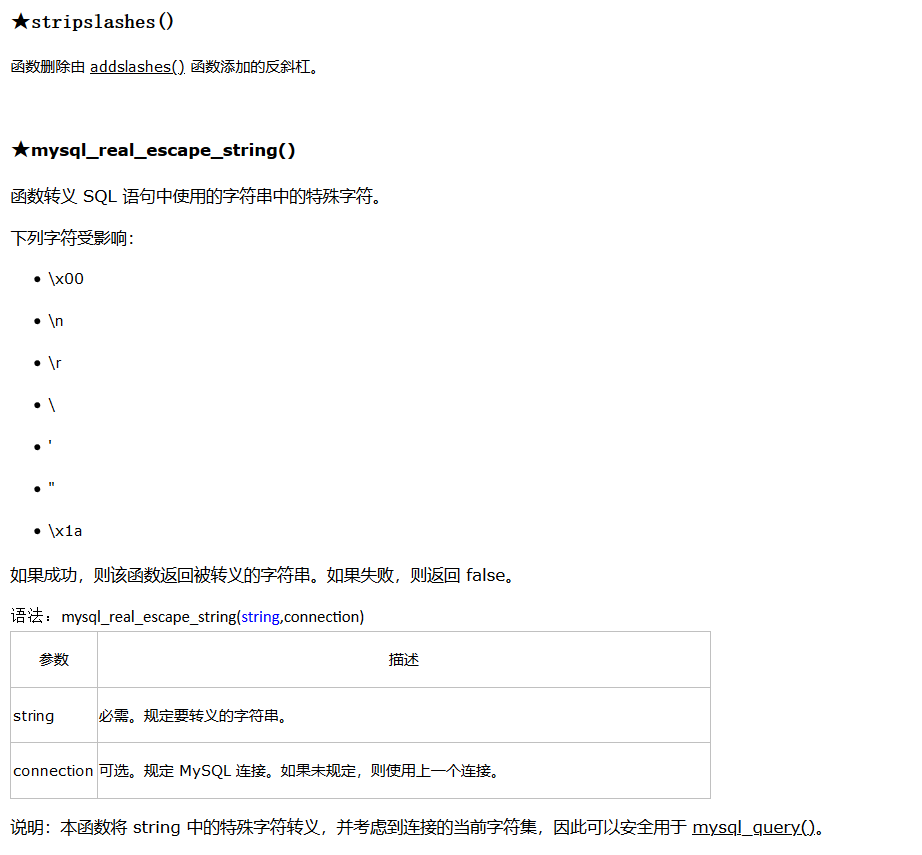 ★stripslashes()
函数删除由 addslashes() 函数添加的反斜杠。
★mysql_real_escape_string()
函数转义 SQL 语句中使用的字符串中的特殊字符。
下列字符受影响：
• \x00
• \n
• \r
• \
• '
• "
• \x1a
如果成功，则该函数返回被转义的字符串。如果失败，则返回 false。
语法：mysql_real_escape_string(string,connection)
参数 描述
string 必需。规定要转义的字符串。
connection 可选。规定 MySQL 连接。如果未规定，则使用上一个连接。
说明：本函数将 string 中的特殊字符转义，并考虑到连接的当前字符集，因此可以安全用于 mysql_query()。